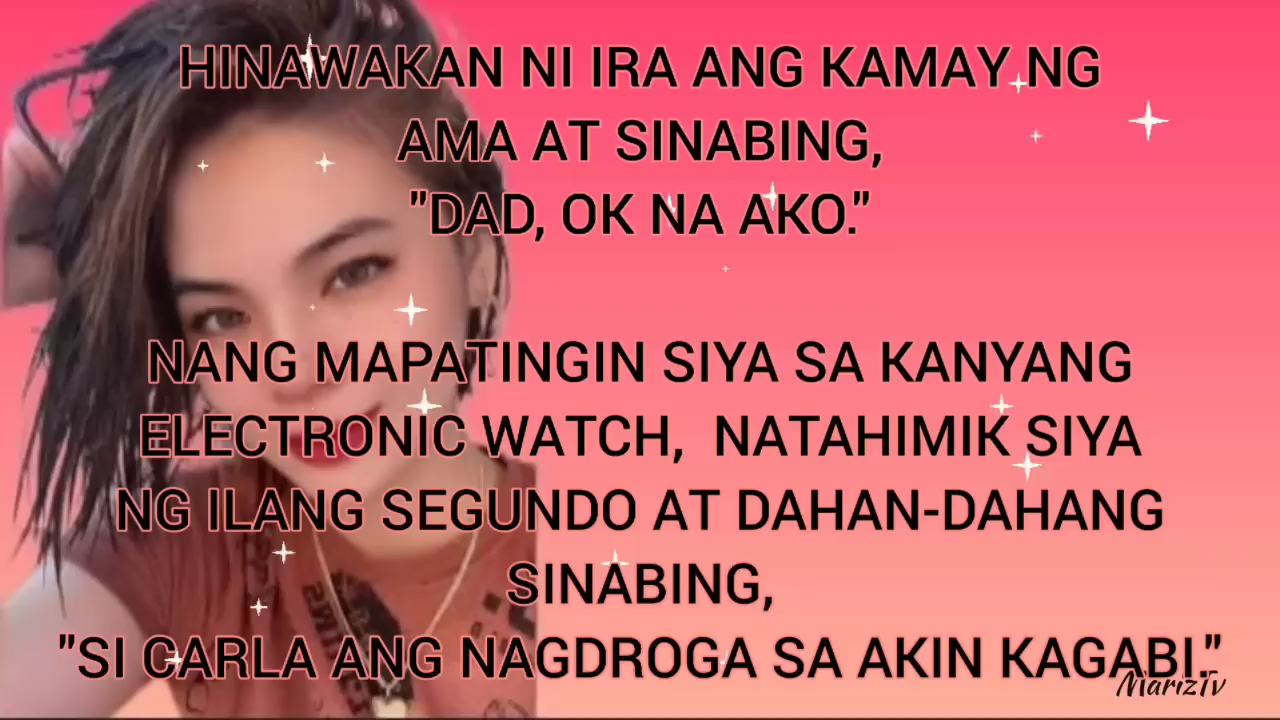 HINAWAKAN NI IRA ANG KAMAY NG
AMA AT SINABING,
"DAD, OK NA AKO."
NANG MAPATINGIN SIYA SA KANYANG
ELECTRONIC WATCH, NATAHIMIK SIYA
NG ILANG SEGUNDO AT DAHAN-DAHANG
SINABING,
"SI CARLA ANG NAGDROGA SA AKIN KAGABI."
MarizTv